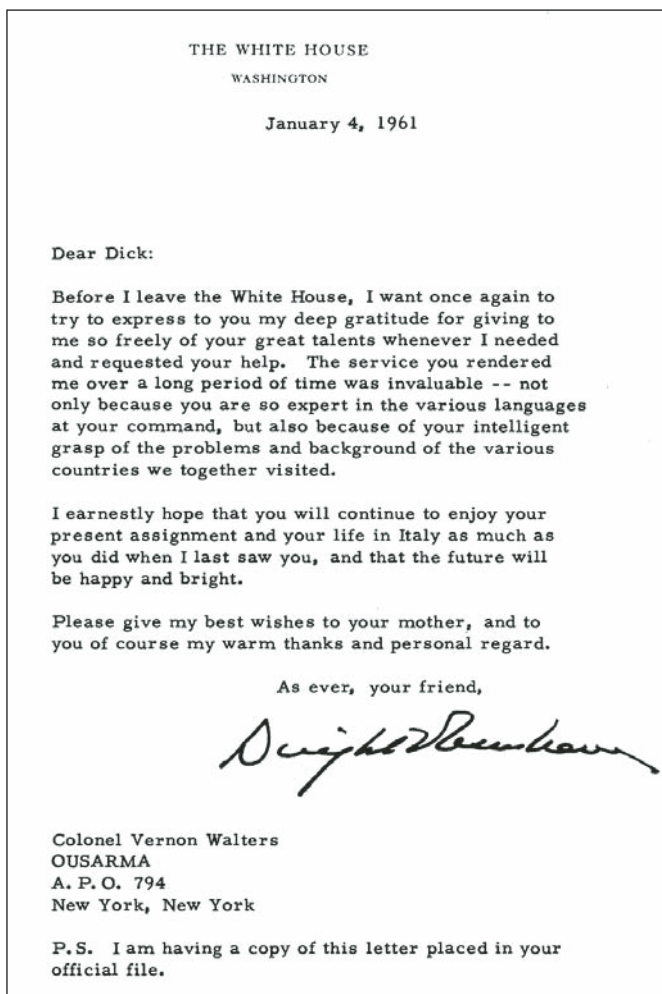 THE WHITE HOUSE
WASHINGTON
January 4, 1961
Dear Dick:
Before I leave the White House, I want once again to
try to express to you my deep gratitude for giving to
me so freely of your great talents whenever I needed
and requested your help. The service you rendered
me over a long period of time was invaluable -- not
only because you are so expert in the various languages
at your command, but also because of your intelligent
grasp of the problems and background of the various
countries we together visited.
I earnestly hope that you will continue to enjoy your
present assignment and your life in Italy as much as
you did when I last saw you, and that the future will
be happy and bright.
Please give my best wishes to your mother, and to
you of course my warm thanks and personal regard.
As ever, your friend,
Dwight D Eisenhower
Colonel Vernon Walters
OUSARMA
A. P. O. 794
New York, New York
P.S. I am having a copy of this letter placed in your
official file.